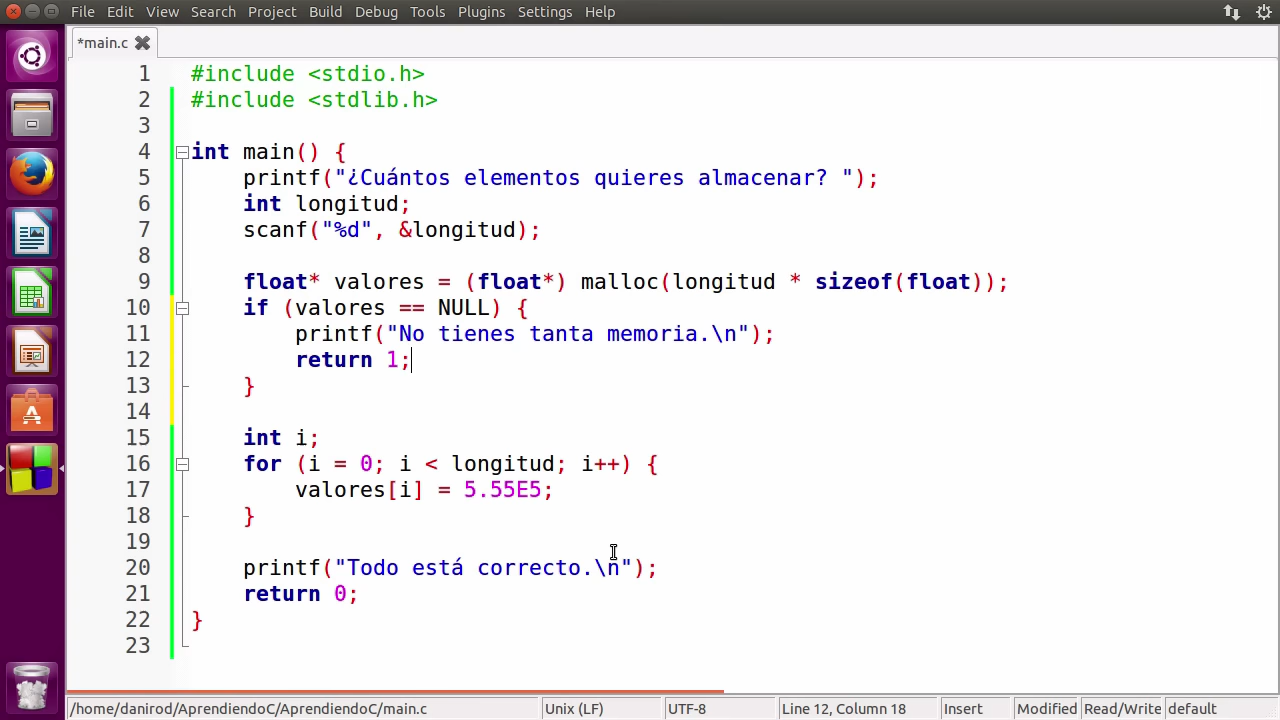 File Edit View Search Project Build Debug Tools Plugins Settings Help
*main.c
1 #include <stdio.h>
2 #include <stdlib.h>
3
4 int main() {
5     printf("¿Cuántos elementos quieres almacenar? ");
6     int longitud;
7     scanf("%d", &longitud);
8
9     float* valores = (float*) malloc(longitud * sizeof(float));
10     if (valores == NULL) {
11         printf("No tienes tanta memoria.\n");
12         return 1;
13     }
14
15     int i;
16     for (i = 0; i < longitud; i++) {
17         valores[i] = 5.55E5;
18     }
19
20     printf("Todo está correcto.\n");
21     return 0;
22 }
23
/home/danirod/AprendiendoC/AprendiendoC/main.c Unix (LF) UTF-8 Line 12, Column 18 Insert Modified Read/Write default